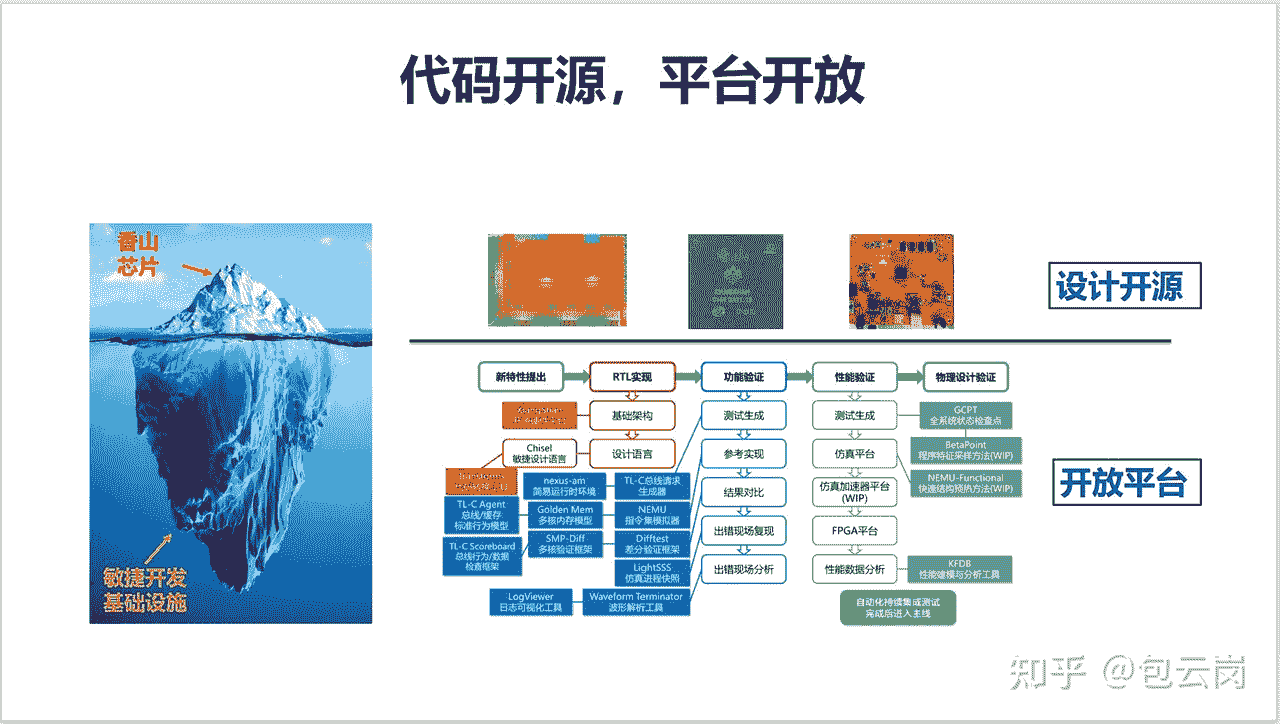 代码开源，平台开放
香山
芯片
敏捷开发
基础设施
设计开源
开放平台
新特性提出
RTL实现
功能验证
性能验证
物理设计验证
基础架构
设计语言
Chisel
敏捷设计语言
测试生成
参考实现
结果对比
出错现场复现
出错现场分析
nexus-am
简易运行时环境
TL-C总线请求
生成器
TL-C Agent
总线/缓存
标准行为模型
Golden Mem
多核内存模型
NEMU
指令集模拟器
TL-C Scoreboard
总线行为/数据
检查框架
SMP-Diff
多核验证框架
Difftest
差分验证框架
LightSSS
仿真进程快照
LogViewer
日志可视化工具
Waveform Terminator
波形解析工具
测试生成
仿真平台
仿真加速器平台
(WIP)
FPGA平台
性能数据分析
GCPT
全系统状态检查点
BetaPoint
程序特征采样方法(WIP)
NEMU-Functional
快速结构预热方法(WIP)
KFDB
性能建模与分析工具
自动化持续集成测试
完成后进入主线
知乎 @包云岗